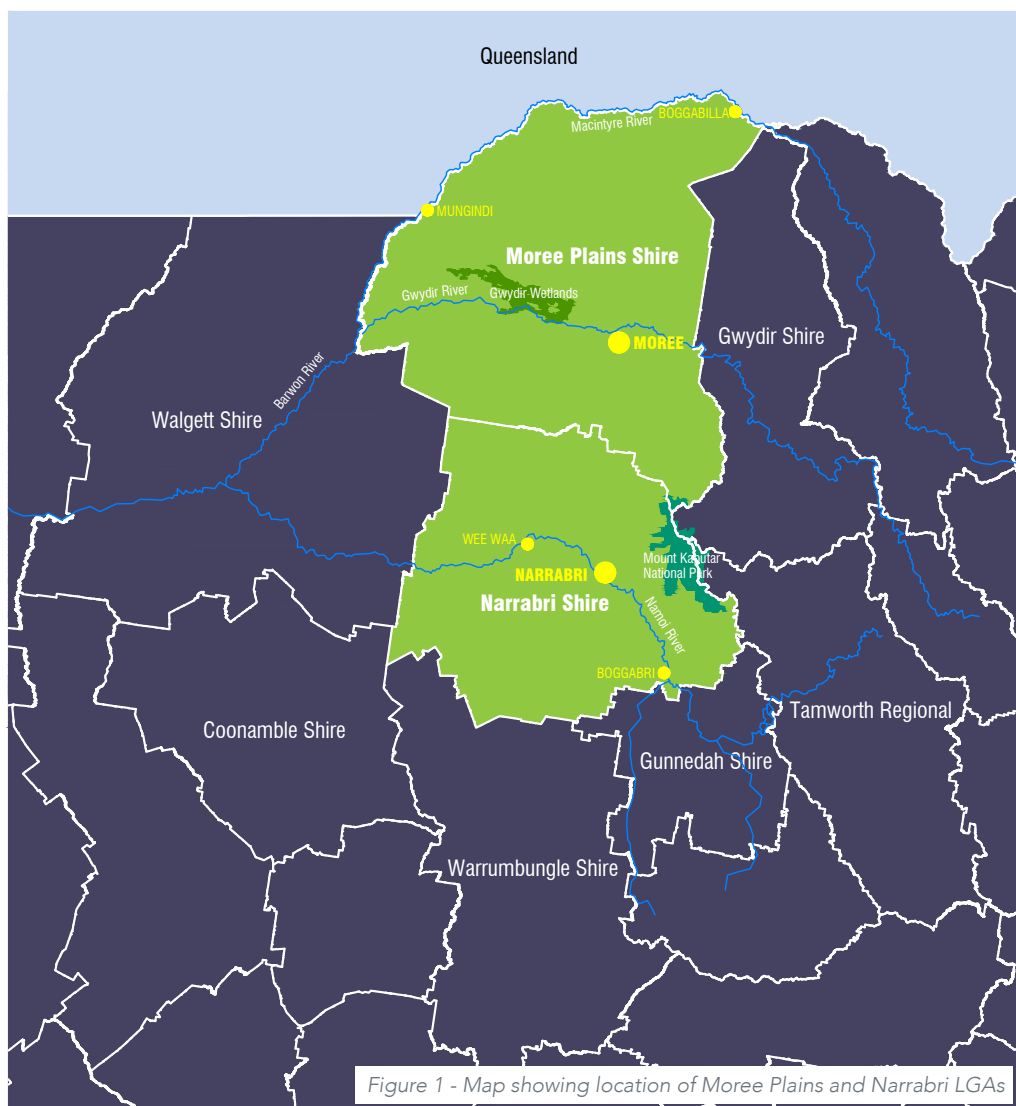 Queensland
BOGGABILLA
Macintyre River
MUNGINDI
Moree Plains Shire
Gwydir River
Gwydir Wetlands
MOREE
Gwydir Shire
Barwon River
Walgett Shire
WEE WAA
Mount Kaputar
National Park
NARRABRI
Narrabri Shire
Namoi River
BOGGABRI
Tamworth Regional
Coonamble Shire
Gunnedah Shire
Warrumbungle Shire
Figure 1 - Map showing location of Moree Plains and Narrabri LGAs